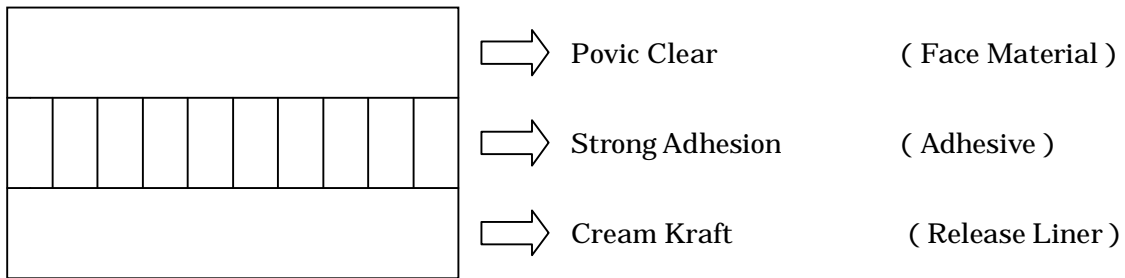 Povic Clear ( Face Material )
Strong Adhesion ( Adhesive )
Cream Kraft ( Release Liner )